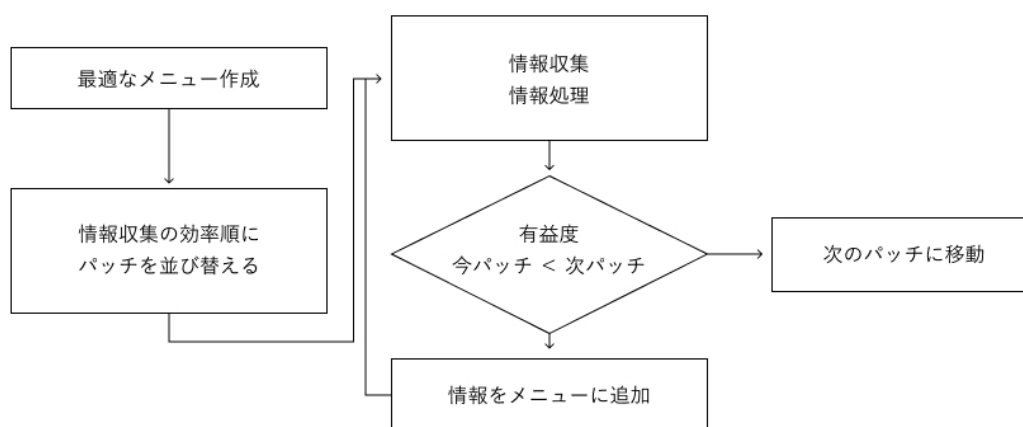 最適なメニュー作成
情報収集の効率順に
パッチを並び替える
情報収集
情報処理
有益度
今パッチ < 次パッチ
次のパッチに移動
情報をメニューに追加